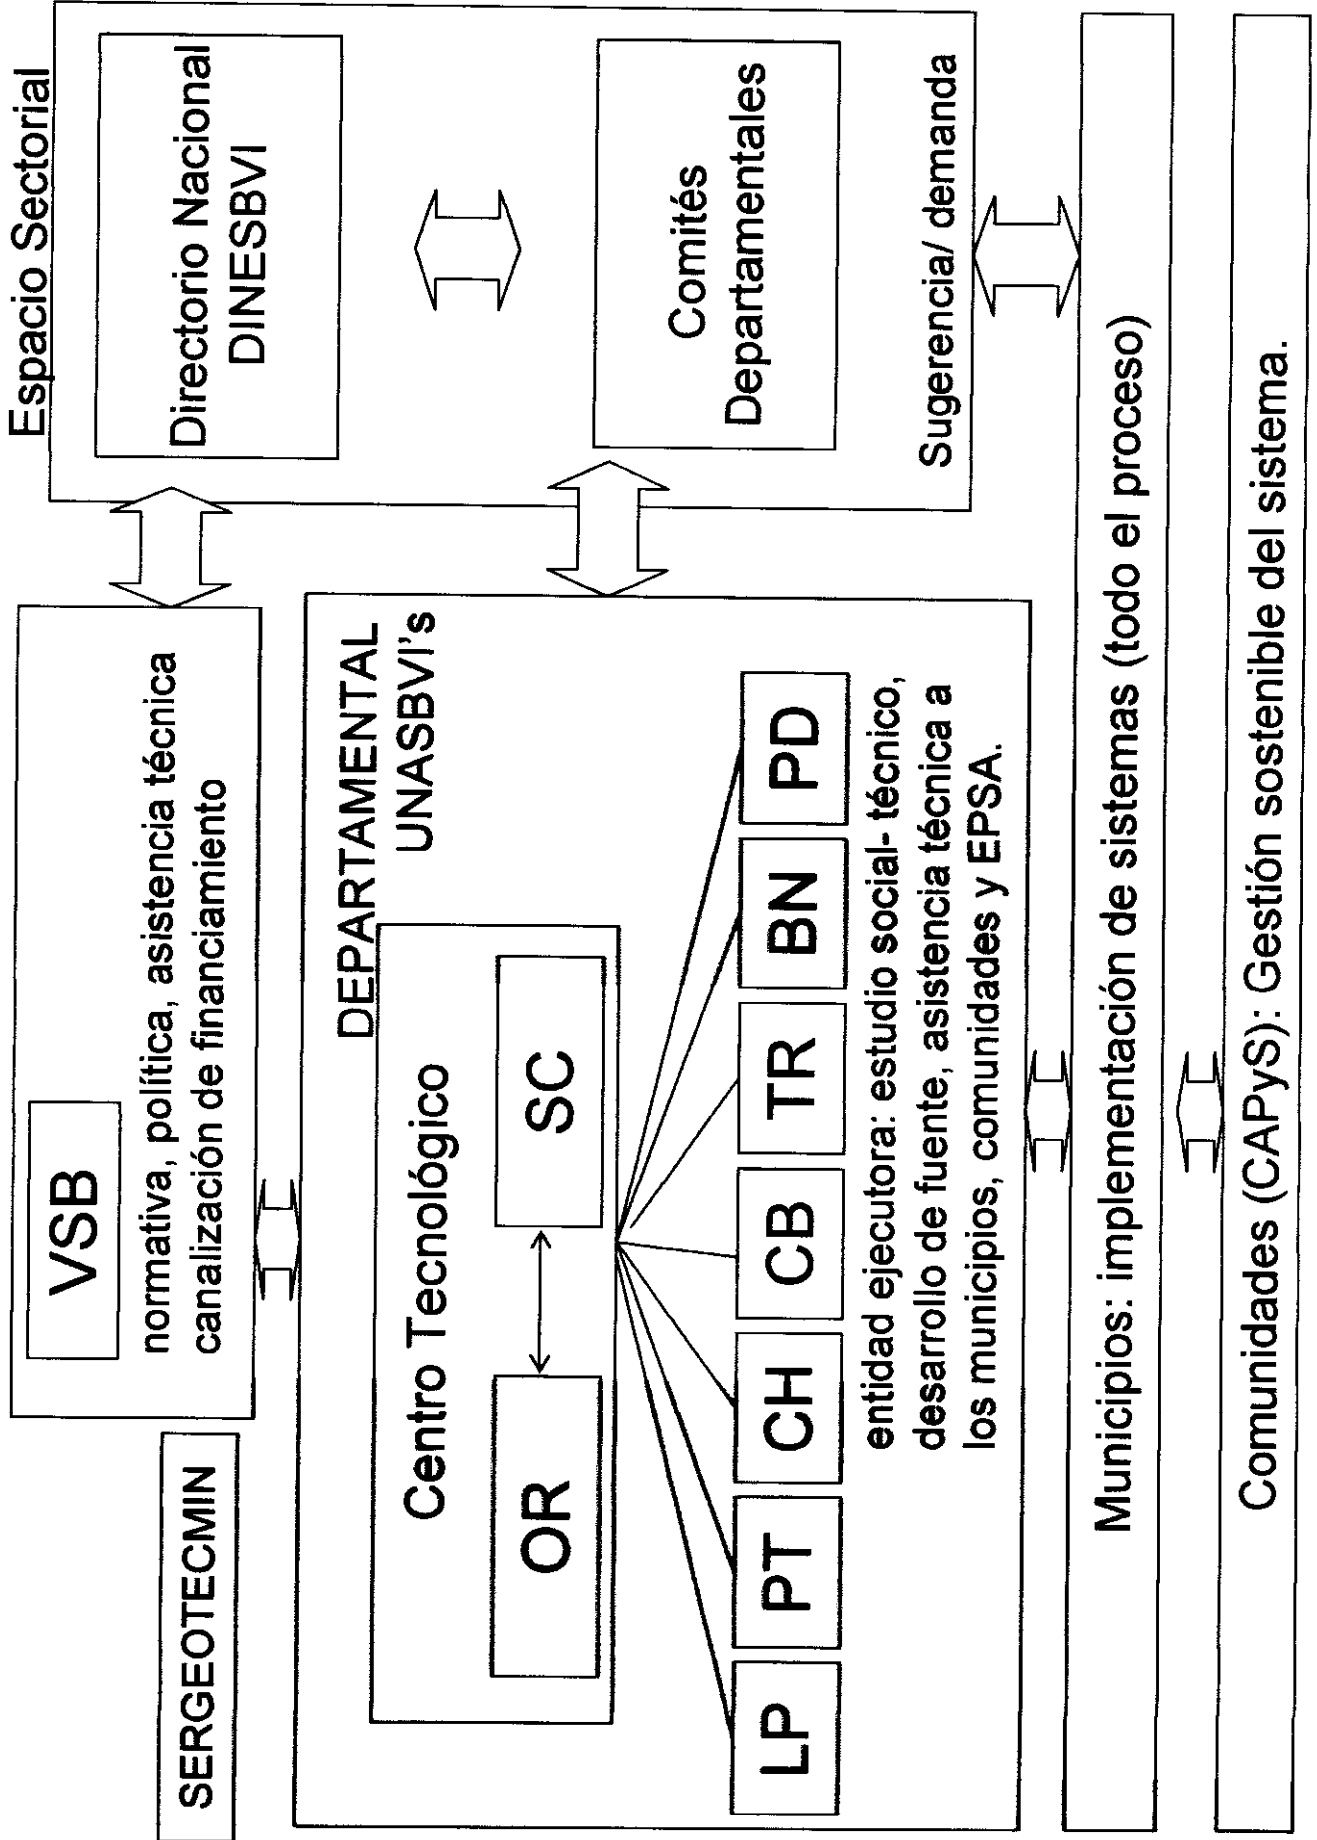 SERGEOTECMIN
VSB
normativa, política, asistencia técnica
canalización de financiamiento
Espacio Sectorial
Directorio Nacional
DINESBVI
Comités
Departamentales
Sugerencia/ demanda
DEPARTAMENTAL
UNASBVI's
Centro Tecnológico
OR
SC
LP
PT
CH
CB
TR
BN
PD
entidad ejecutora: estudio social- técnico,
desarrollo de fuente, asistencia técnica a
los municipios, comunidades y EPSA.
Municipios: implementación de sistemas (todo el proceso)
Comunidades (CAPyS): Gestión sostenible del sistema.